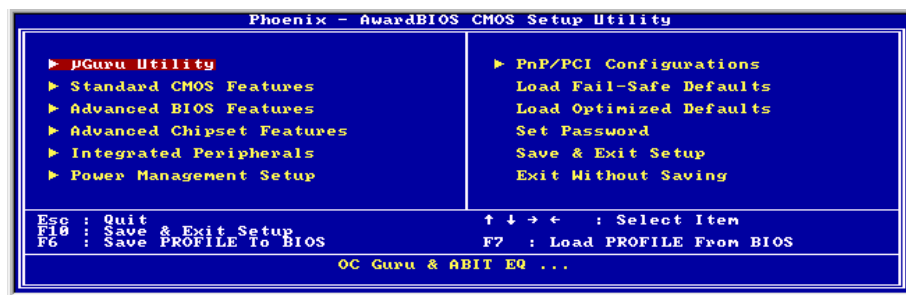 Phoenix - AwardBIOS CMOS Setup Utility
► µGuru Utility
► Standard CMOS Features
► Advanced BIOS Features
► Advanced Chipset Features
► Integrated Peripherals
► Power Management Setup
► PnP/PCI Configurations
Load Fail-Safe Defaults
Load Optimized Defaults
Set Password
Save & Exit Setup
Exit Without Saving
Esc : Quit
F10 : Save & Exit Setup
F6 : Save PROFILE To BIOS
↑ ↓ → ← : Select Item
F7 : Load PROFILE From BIOS
OC Guru & ABIT EQ ...